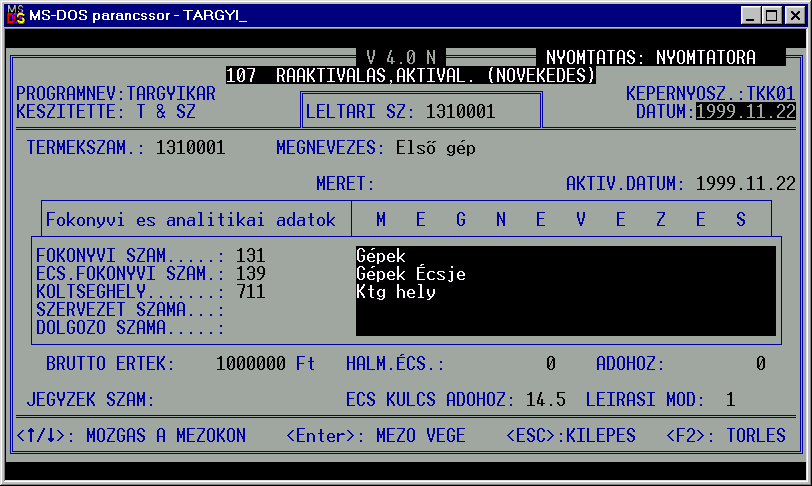 MS-DOS parancssor - TARGYI_
V 4.0 N NYOMTATAS: NYOMTATORA
107 RAAKTIVALAS,AKTIVAL. (NOVEKEDES)
PROGRAMNEV:TARGYIKAR KEPERNYOSZ.:TKK01
KESZITETTE: T & SZ LELTARI SZ: 1310001 DATUM:1999.11.22
TERMEKSZAM.: 1310001 MEGNEVEZES: Első gép
MERET: AKTIV.DATUM: 1999.11.22
Fokonyvi es analitikai adatok M E G N E V E Z E S
FOKONYVI SZAM.....: 131 Gépek
ECS.FOKONYVI SZAM.: 139 Gépek Écsje
KOLTSEGHELY.......: 711 Ktg hely
SZERVEZET SZAMA...:
DOLGOZO SZAMA.....:
BRUTTO ERTEK: 1000000 Ft HALM.ÉCS.: 0 ADOHOZ: 0
JEGYZEK SZAM: ECS KULCS ADOHOZ: 14.5 LEIRASI MOD: 1
<↑/↓>: MOZGAS A MEZOKON <Enter>: MEZO VEGE <ESC>:KILEPES <F2>: TORLES